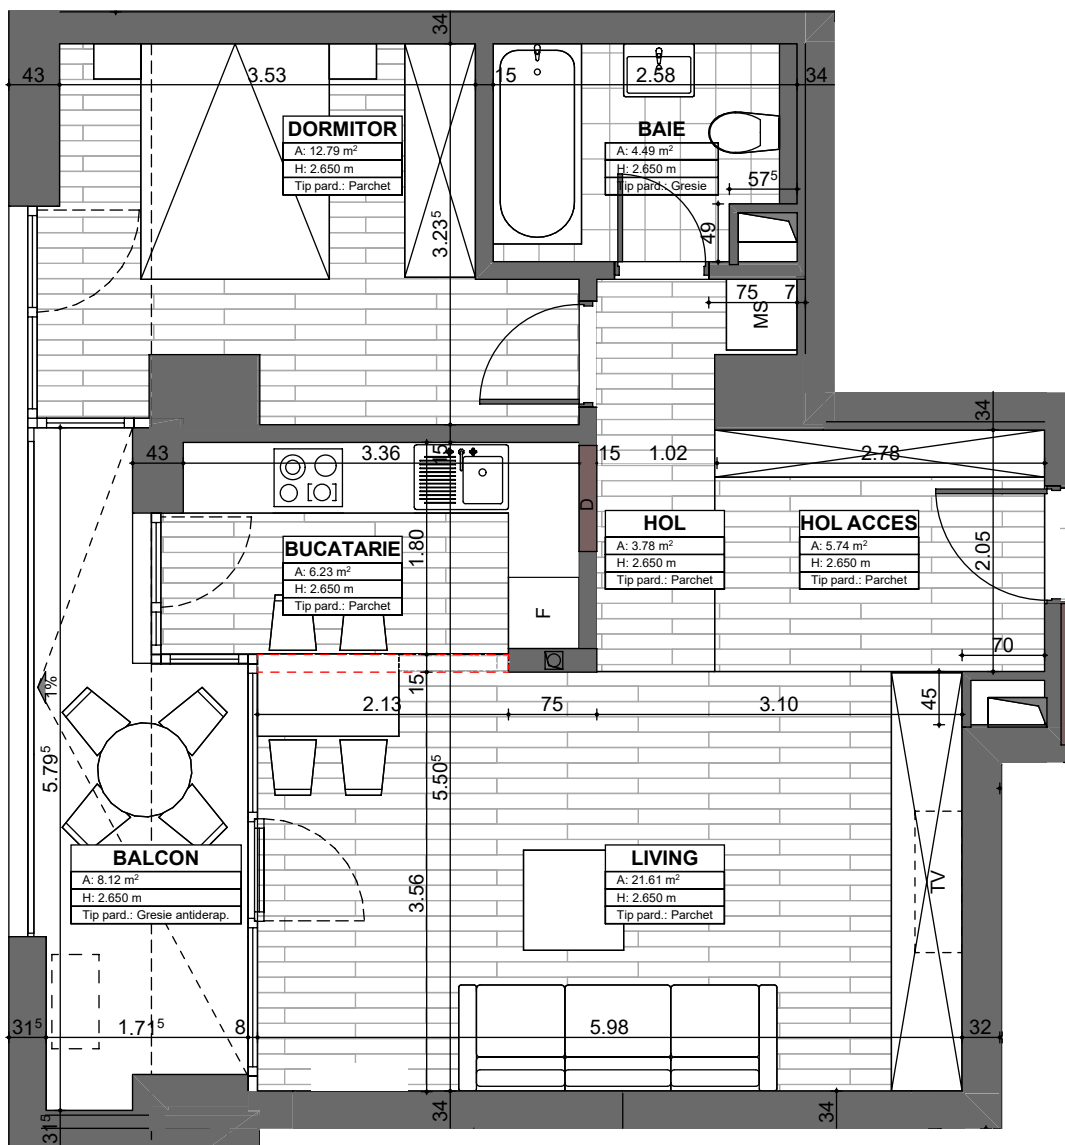 34
43
3.53
15
2.58
34
DORMITOR
A: 12.79 m²
H: 2.650 m
Tip pard.: Parchet
BAIE
A: 4.49 m²
H: 2.650 m
Tip pard.: Gresie
57⁵
49
3.23⁵
75
7
MS
34
43
3.36
15
15
1.02
2.78
D
BUCATARIE
A: 6.23 m²
H: 2.650 m
Tip pard.: Parchet
1.80
F
HOL
A: 3.78 m²
H: 2.650 m
Tip pard.: Parchet
HOL ACCES
A: 5.74 m²
H: 2.650 m
Tip pard.: Parchet
2.05
70
1%
15
2.13
75
3.10
45
5.79⁵
5.50⁵
BALCON
A: 8.12 m²
H: 2.650 m
Tip pard.: Gresie antiderap.
3.56
LIVING
A: 21.61 m²
H: 2.650 m
Tip pard.: Parchet
TV
31⁵
1.71⁵
8
5.98
32
31⁵
34
34